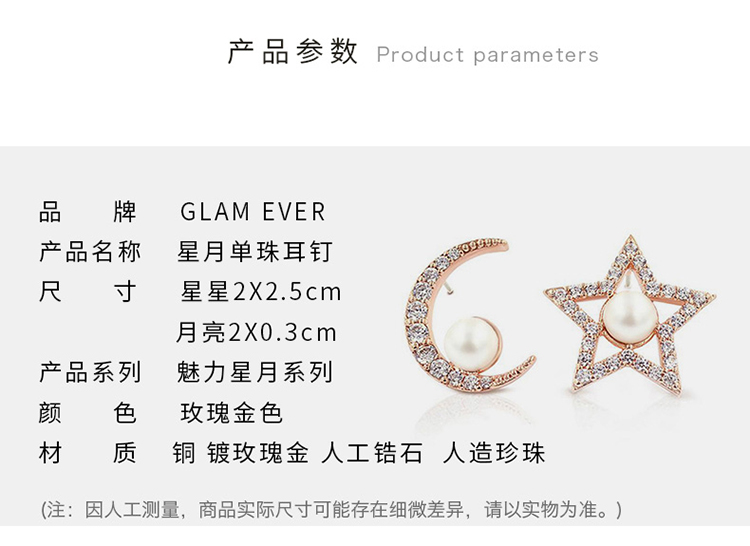 产品参数 Product parameters
品 牌 GLAM EVER
产品名称 星月单珠耳钉
尺 寸 星星2X2.5cm
月亮2X0.3cm
产品系列 魅力星月系列
颜 色 玫瑰金色
材 质 铜 镀玫瑰金 人工锆石 人造珍珠
(注：因人工测量，商品实际尺寸可能存在细微差异，请以实物为准。)